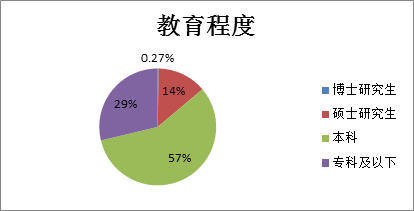 教育程度
0.27%
14%
57%
29%
博士研究生
硕士研究生
本科
专科及以下